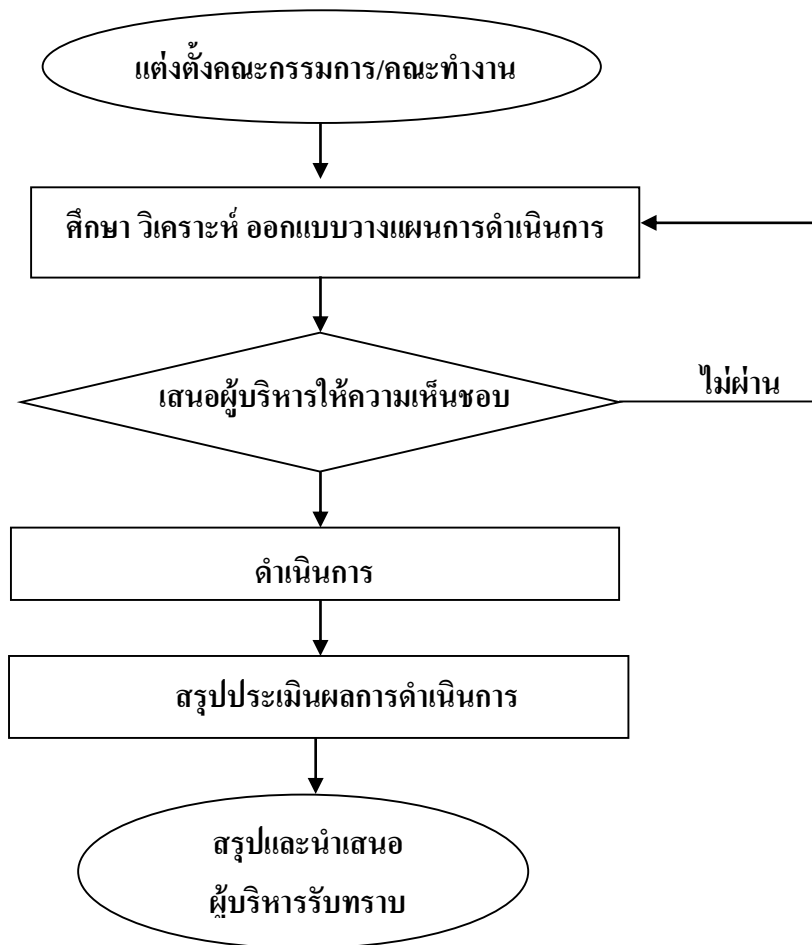 แต่งตั้งคณะกรรมการ/คณะทำงาน
ศึกษา วิเคราะห์ ออกแบบวางแผนการดำเนินการ
เสนอผู้บริหารให้ความเห็นชอบ
ไม่ผ่าน
ดำเนินการ
สรุปประเมินผลการดำเนินการ
สรุปและนำเสนอ
ผู้บริหารรับทราบ